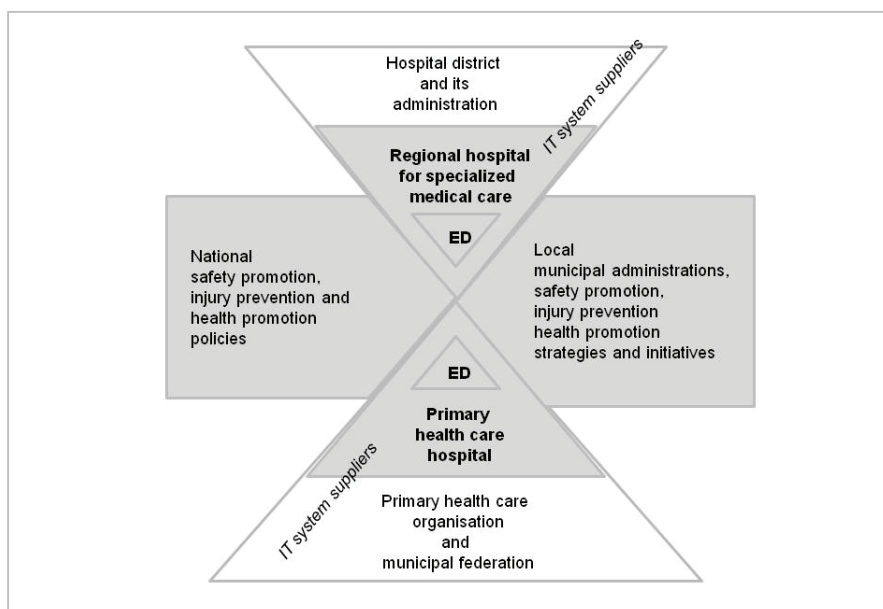 Hospital district
and its
administration
IT system suppliers
Regional hospital
for specialized
medical care
ED
National
safety promotion,
injury prevention and
health promotion
policies
Local
municipal administrations,
safety promotion,
injury prevention
health promotion
strategies and initiatives
ED
Primary
health care
hospital
IT system suppliers
Primary health care
organisation
and
municipal federation